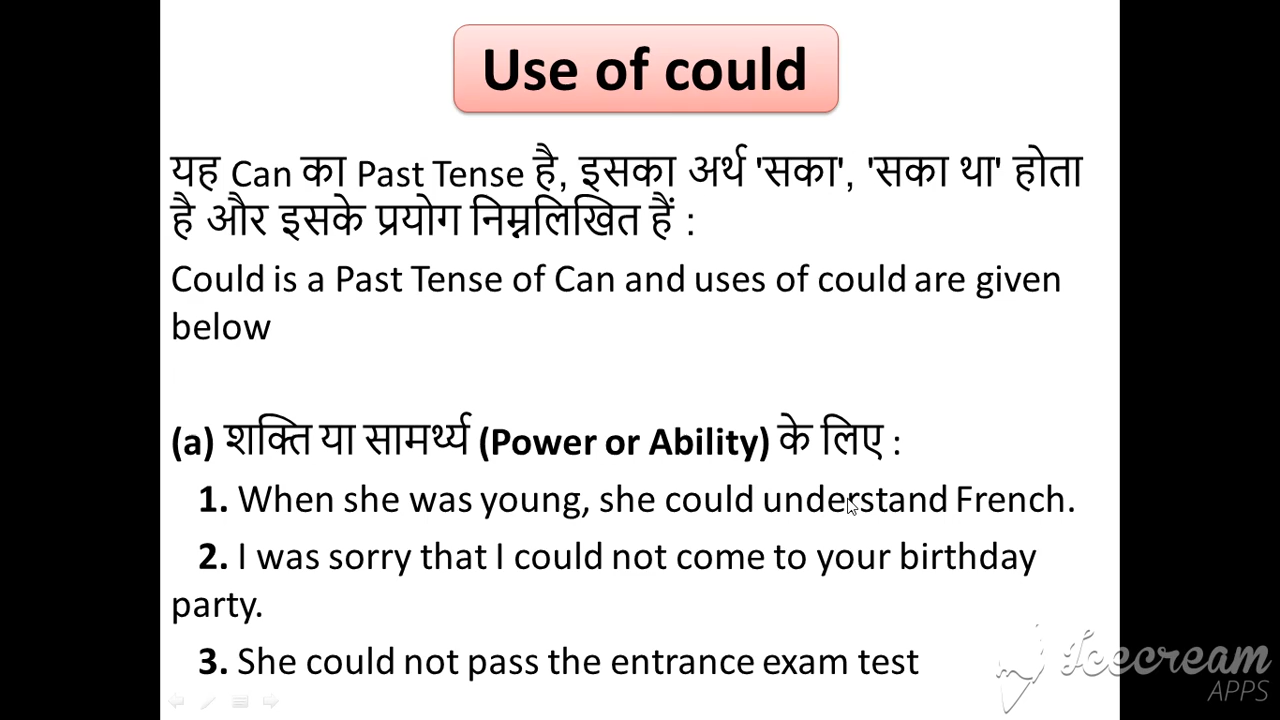 Use of could
यह Can का Past Tense है, इसका अर्थ 'सका', 'सका था' होता
है और इसके प्रयोग निम्नलिखित हैं :
Could is a Past Tense of Can and uses of could are given
below
(a) शक्ति या सामर्थ्य (Power or Ability) के लिए :
1. When she was young, she could understand French.
2. I was sorry that I could not come to your birthday
party.
3. She could not pass the entrance exam test
Icecream
APPS